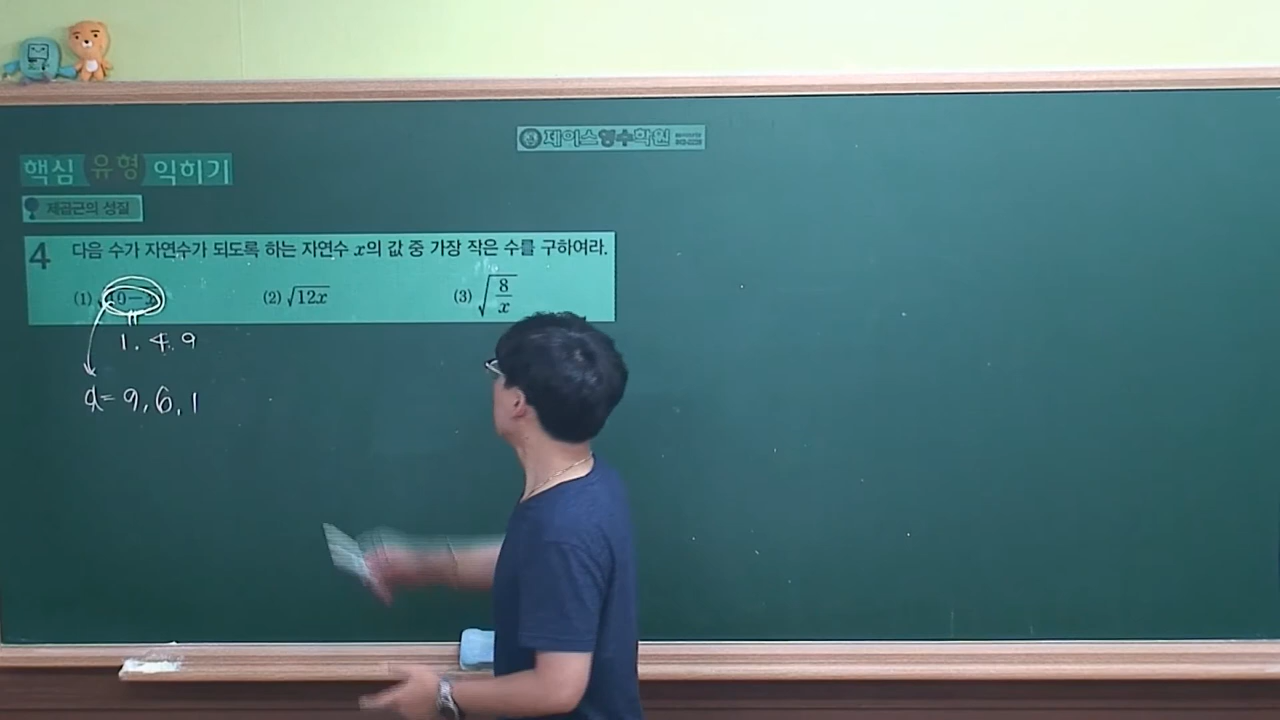 제이스영수학원
핵심 유형 익히기
제곱근의 성질
4 다음 수가 자연수가 되도록 하는 자연수 x의 값 중 가장 작은 수를 구하여라.
(1) √10-x (2) √12x (3) √8/x
1. 4. 9
x= 9, 6, 1